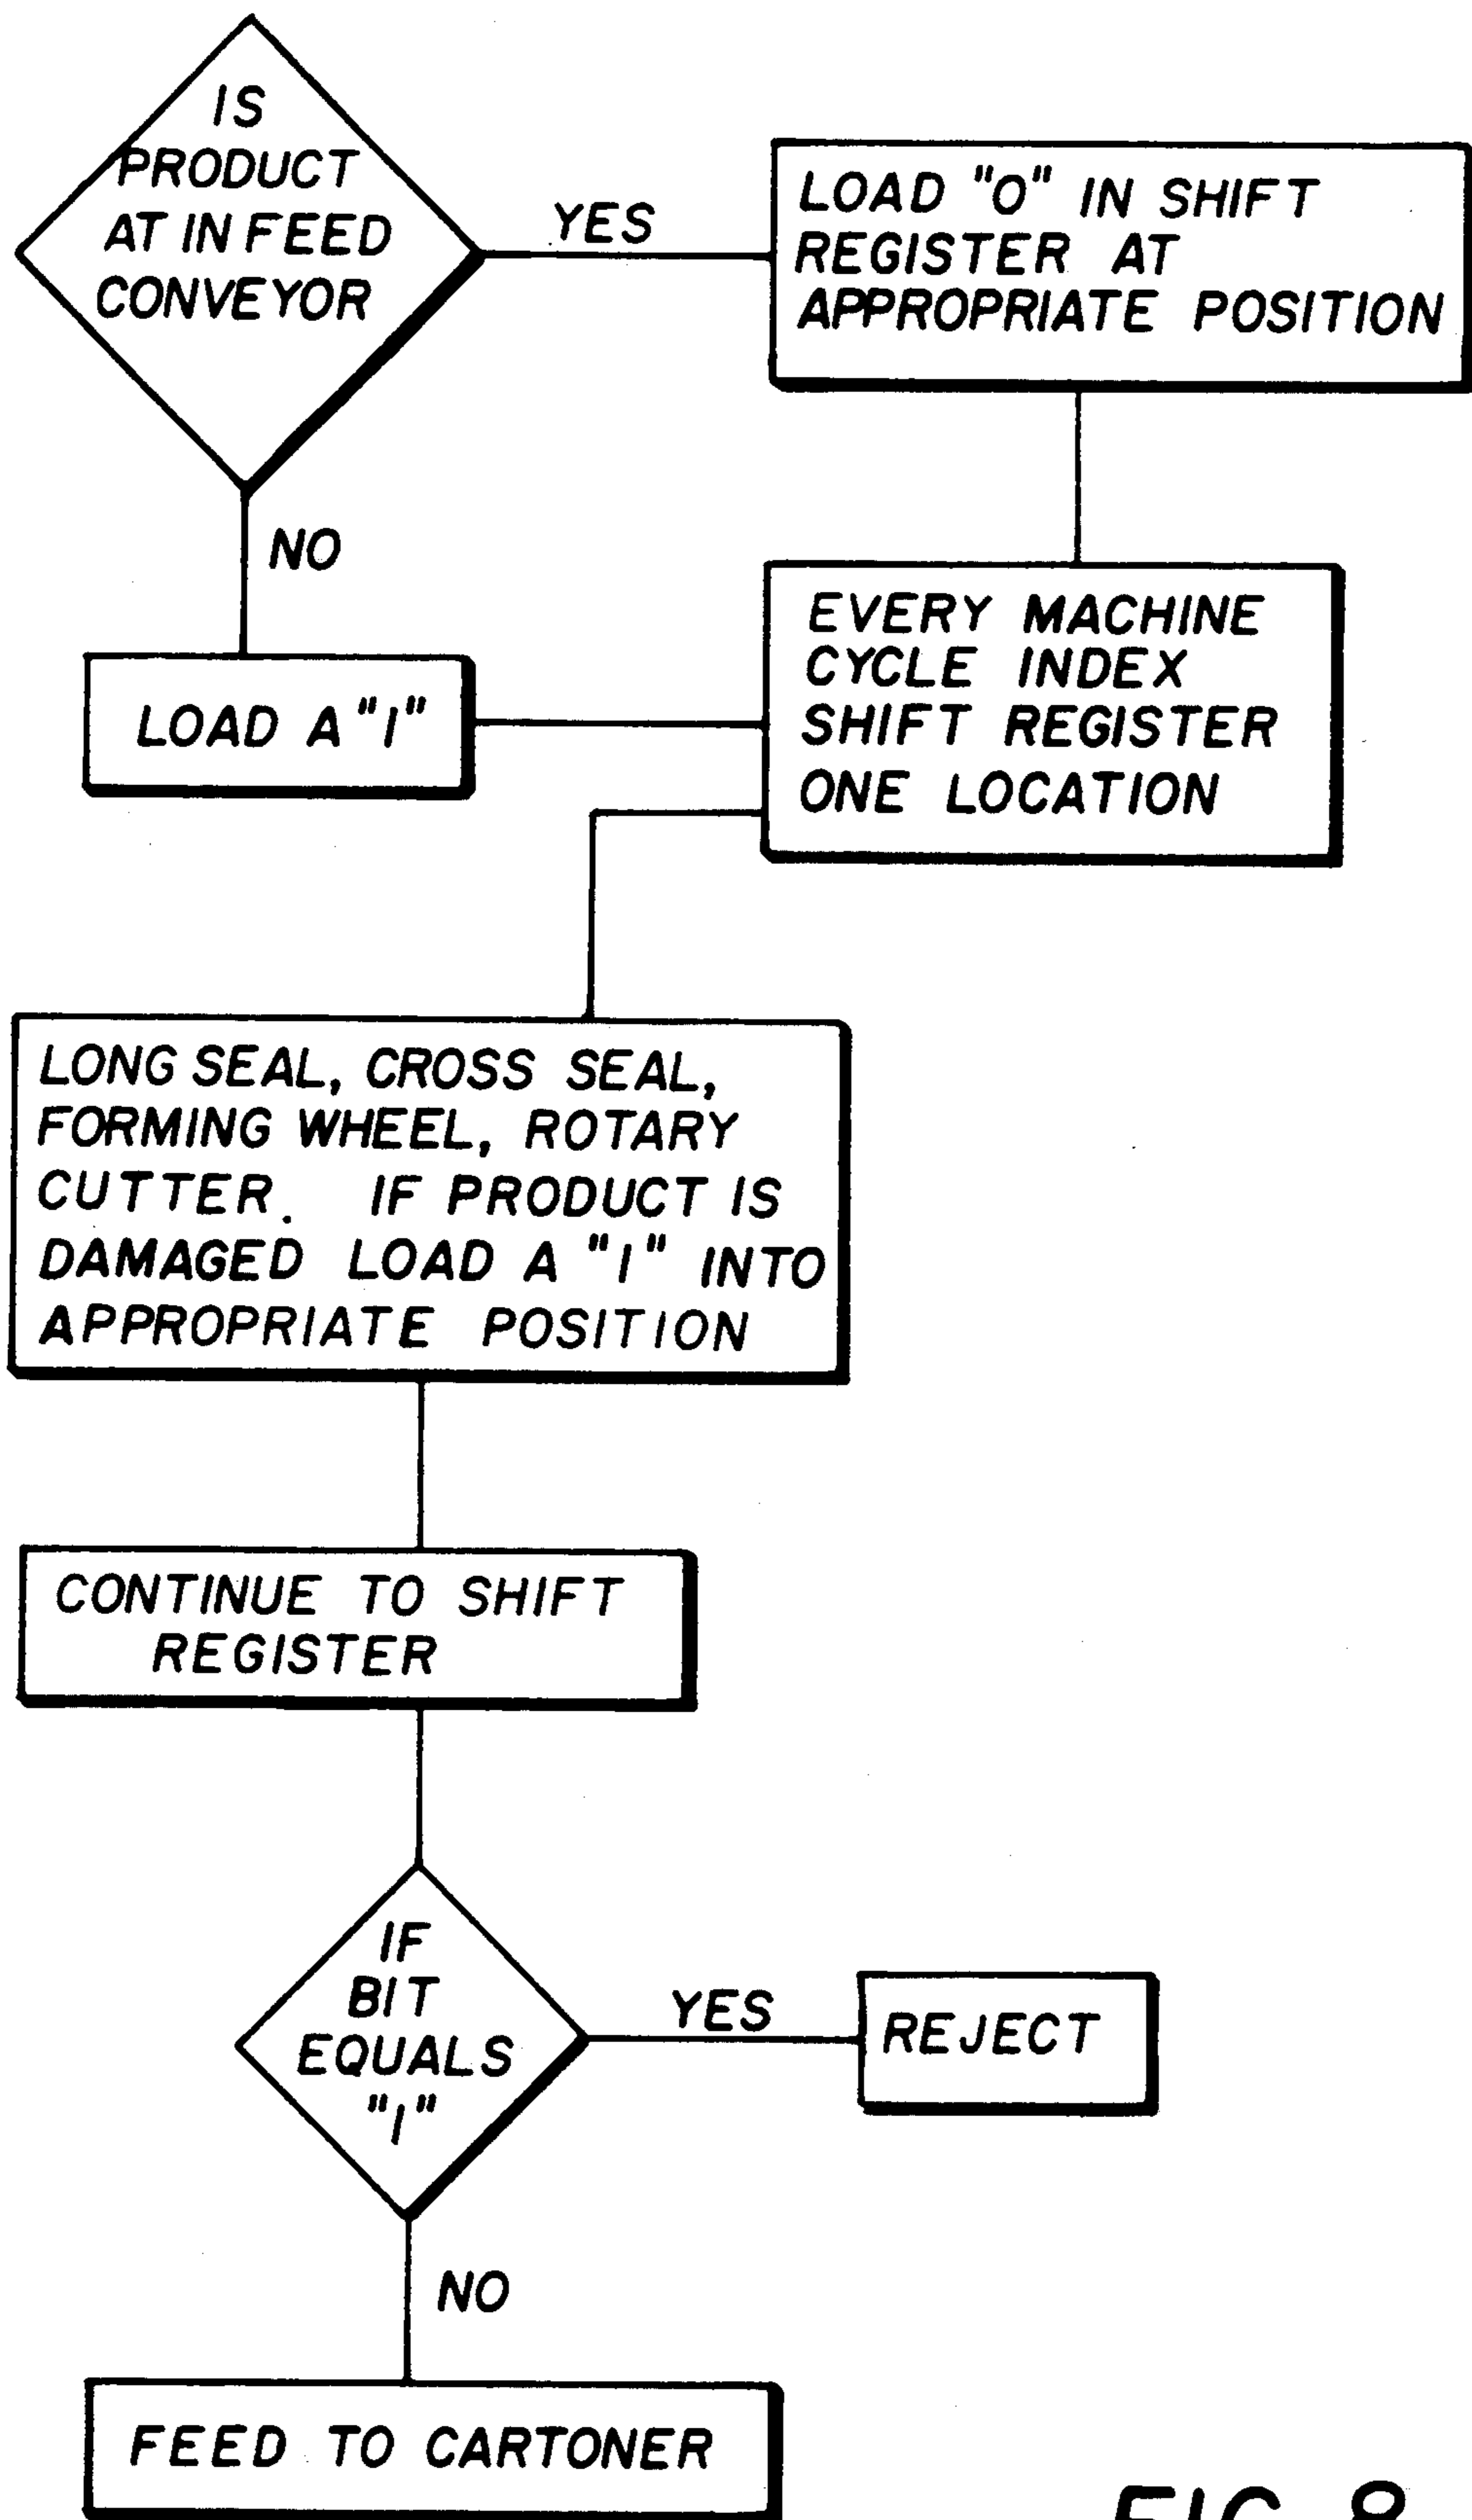 IS
PRODUCT
AT IN FEED
CONVEYOR
YES
LOAD "O" IN SHIFT
REGISTER AT
APPROPRIATE POSITION
NO
LOAD A "I"
EVERY MACHINE
CYCLE INDEX
SHIFT REGISTER
ONE LOCATION
LONG SEAL, CROSS SEAL,
FORMING WHEEL, ROTARY
CUTTER. IF PRODUCT IS
DAMAGED LOAD A "I" INTO
APPROPRIATE POSITION
CONTINUE TO SHIFT
REGISTER
IF
BIT
EQUALS
"I"
YES
REJECT
NO
FEED TO CARTONER
FIG 8